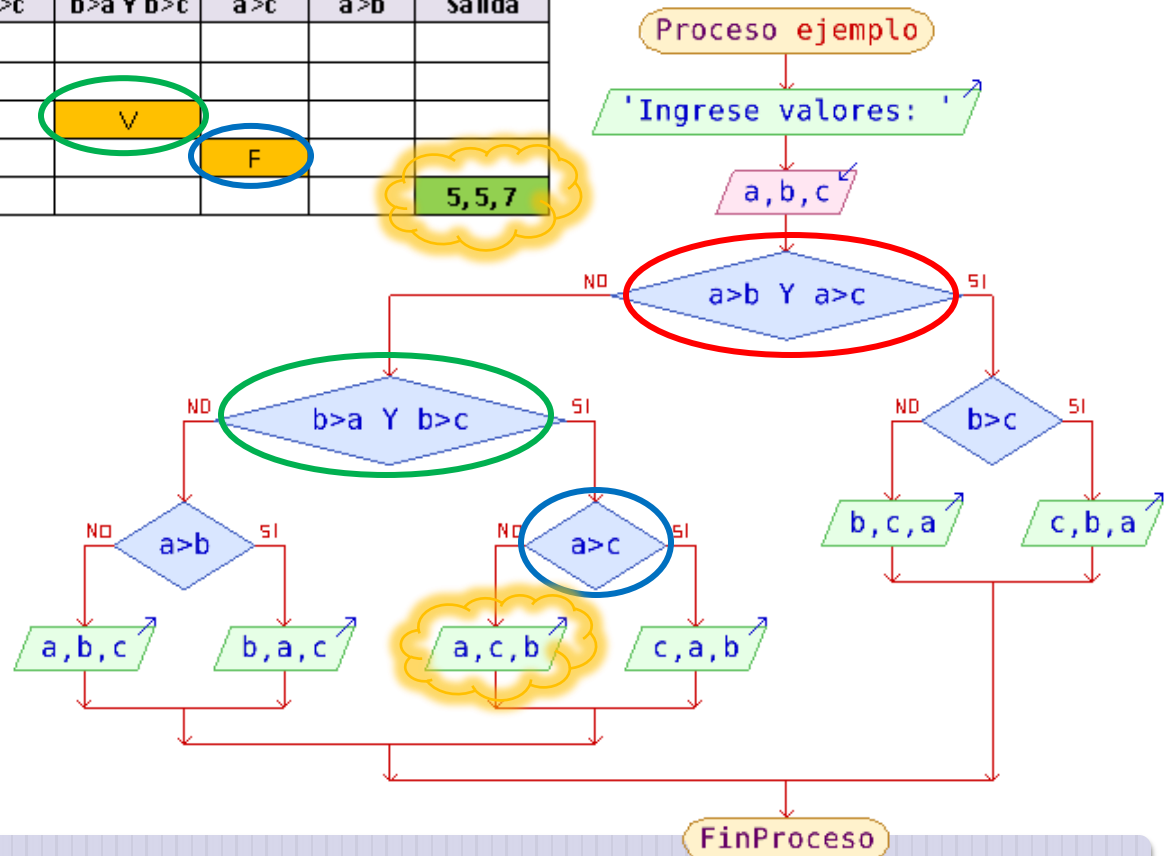 >c b>a Y b>c a>c a>b Salida
V
F
5,5,7
Proceso ejemplo
'Ingrese valores: '
a,b,c
NO a>b Y a>c SI
NO b>a Y b>c SI
NO b>c SI
b,c,a c,b,a
NO a>b SI
NO a>c SI
a,b,c b,a,c a,c,b c,a,b
FinProceso